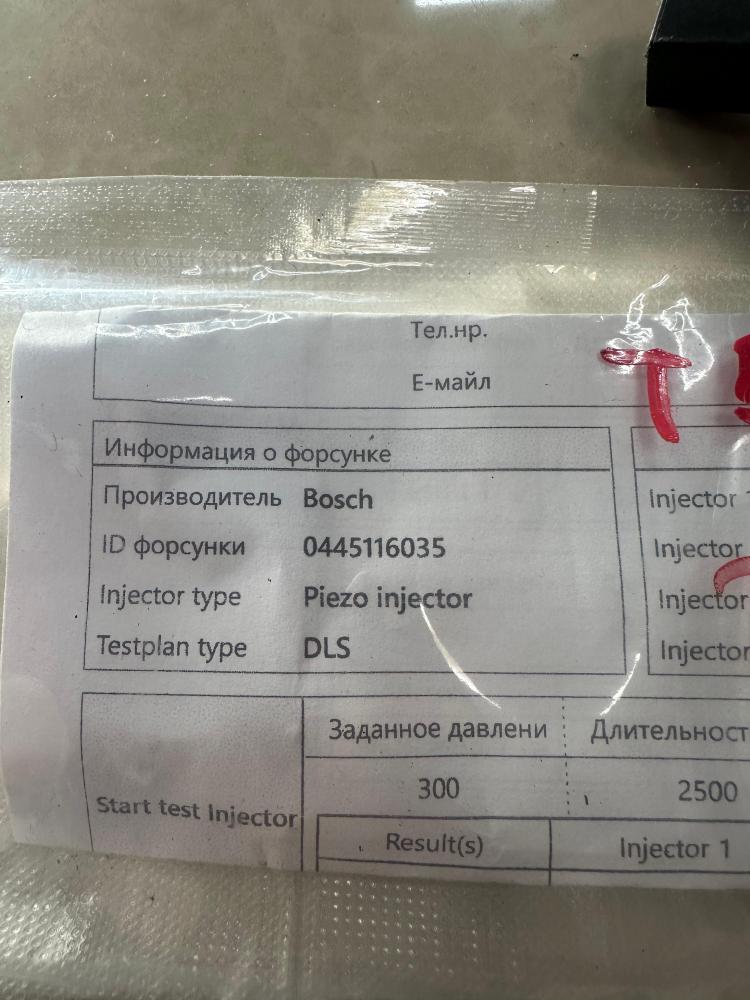 Тел.нр.
Е-майл
T
Информация о форсунке
Производитель Bosch
ID форсунки 0445116035
Injector type Piezo injector
Testplan type DLS
Injector
Injector
Injector
Injector
Заданное давлени Длительност
300 2500
Start test Injector
Result(s) Injector 1